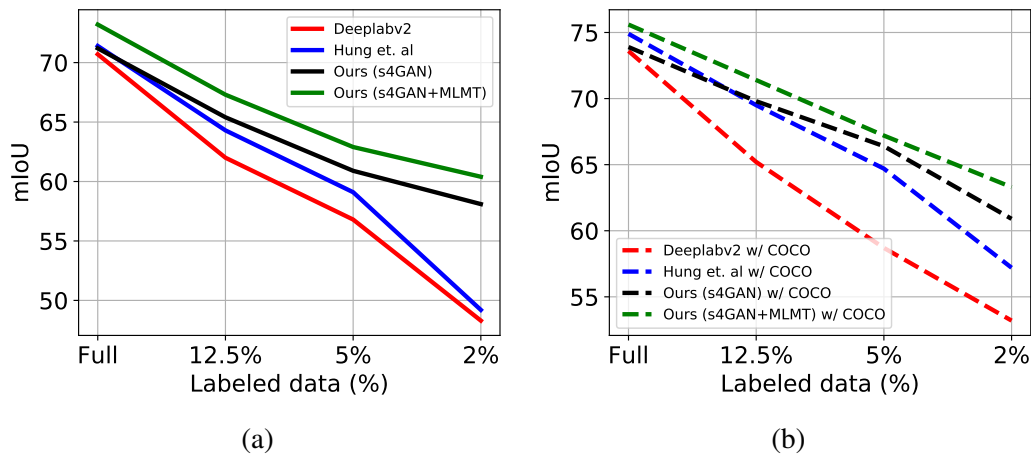 mIoU
70
65
60
55
50
Deeplabv2
Hung et. al
Ours (s4GAN)
Ours (s4GAN+MLMT)
Full 12.5% 5% 2%
Labeled data (%)
(a)
mIoU
75
70
65
60
55
Deeplabv2 w/ COCO
Hung et. al w/ COCO
Ours (s4GAN) w/ COCO
Ours (s4GAN+MLMT) w/ COCO
Full 12.5% 5% 2%
Labeled data (%)
(b)